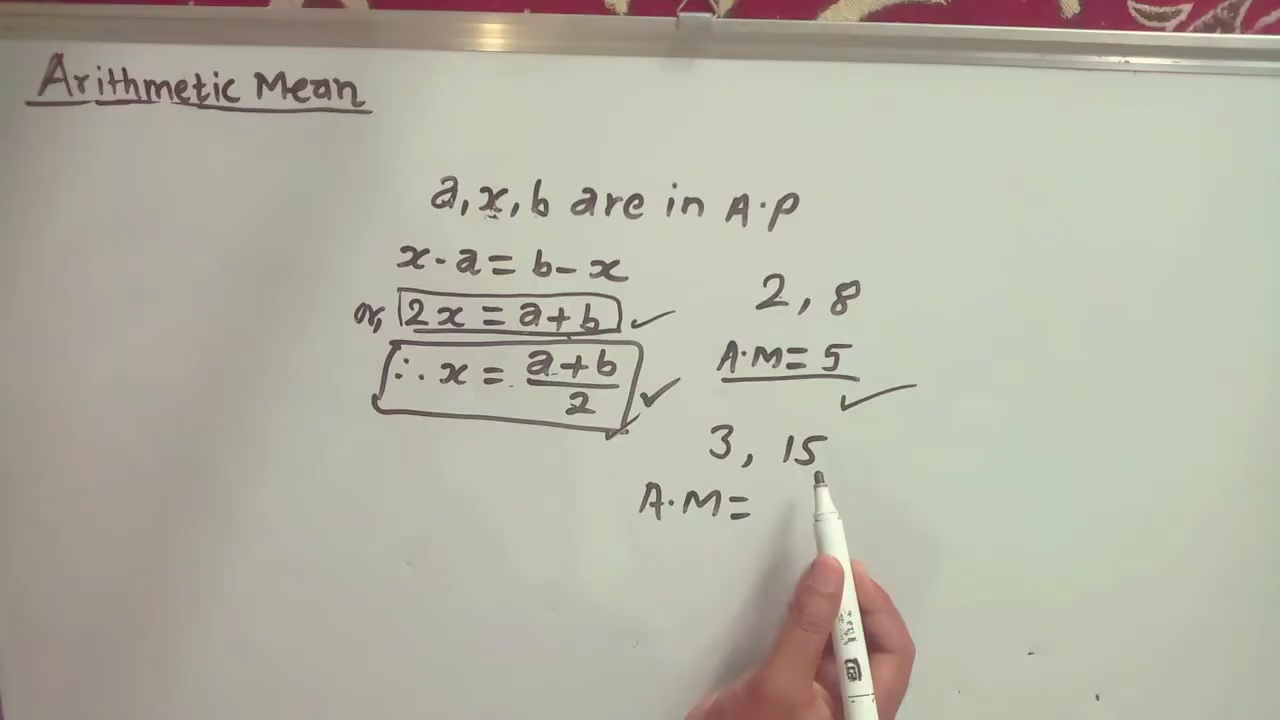 Arithmetic Mean
a, x, b are in A.P
x - a = b - x
or, 2x = a + b
∴ x = a + b / 2
2, 8
A.M = 5
3, 15
A.M =